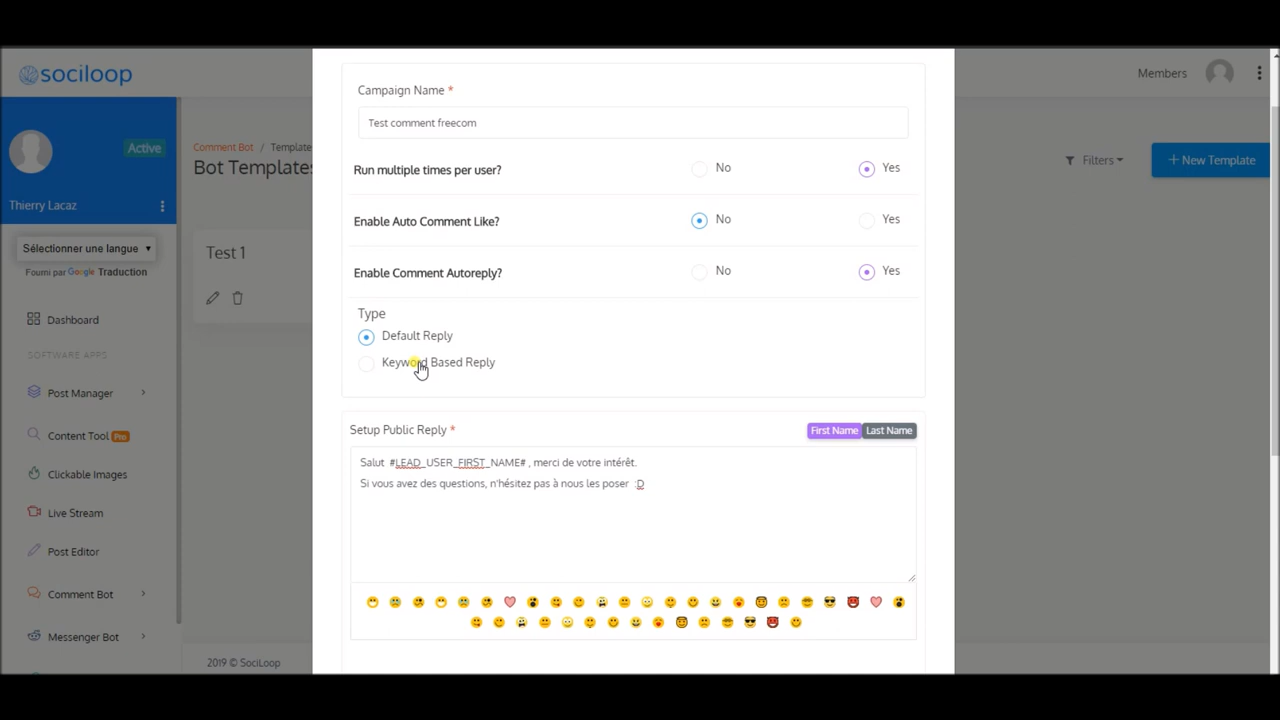 sociloop
Members
Active
Thierry Lacaz
Sélectionner une langue
Fourni par Google Traduction
Dashboard
SOFTWARE APPS
Post Manager
Content Tool Pro
Clickable Images
Live Stream
Post Editor
Comment Bot
Messenger Bot
Comment Bot / Template
Bot Templates
Filters
+ New Template
Test 1
Campaign Name *
Test comment freecom
Run multiple times per user? No Yes
Enable Auto Comment Like? No Yes
Enable Comment Autoreply? No Yes
Type
Default Reply
Keyword Based Reply
Setup Public Reply *
First Name Last Name
Salut #LEAD_USER_FIRST_NAME# , merci de votre intérêt.
Si vous avez des questions, n'hésitez pas à nous les poser :D
2019 © SociLoop